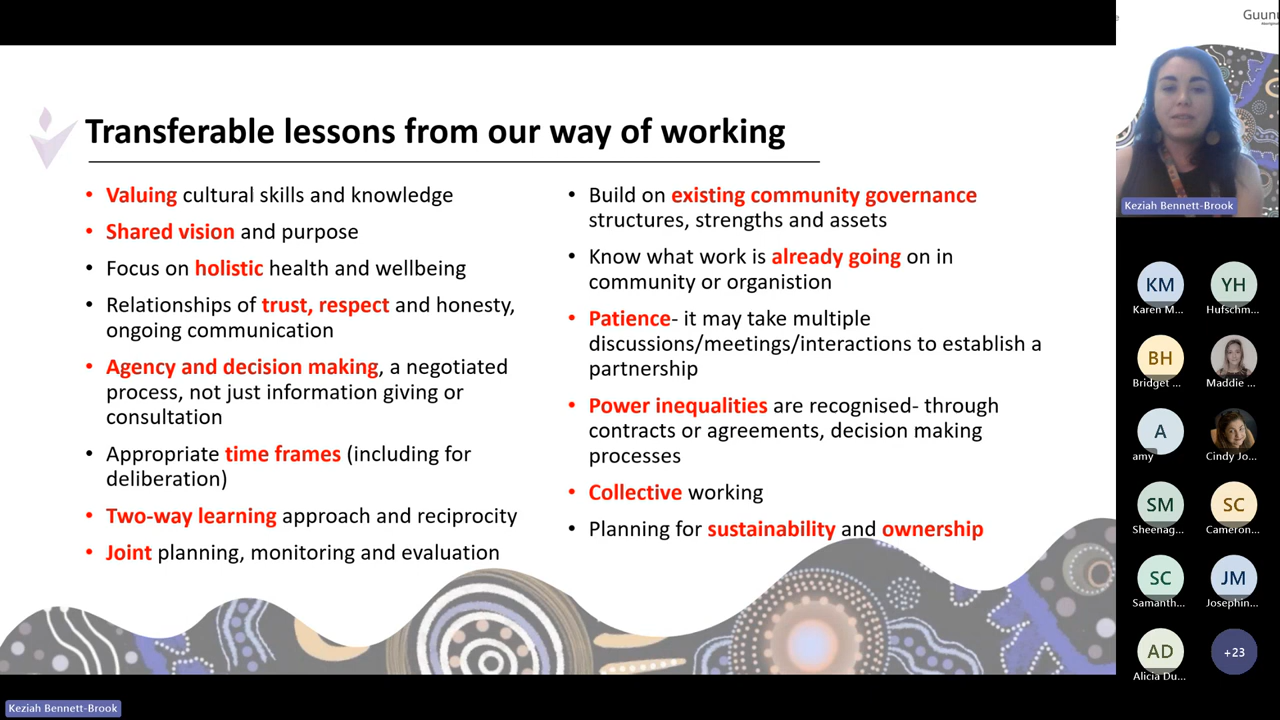 Transferable lessons from our way of working
• Valuing cultural skills and knowledge
• Shared vision and purpose
• Focus on holistic health and wellbeing
• Relationships of trust, respect and honesty,
ongoing communication
• Agency and decision making, a negotiated
process, not just information giving or
consultation
• Appropriate time frames (including for
deliberation)
• Two-way learning approach and reciprocity
• Joint planning, monitoring and evaluation
• Build on existing community governance
structures, strengths and assets
• Know what work is already going on in
community or organistion
• Patience- it may take multiple
discussions/meetings/interactions to establish a
partnership
• Power inequalities are recognised- through
contracts or agreements, decision making
processes
• Collective working
• Planning for sustainability and ownership
Keziah Bennett-Brook
KM
YH
Karen M...
Hufschm...
BH
Bridget ...
Maddie ...
A
amy
Cindy Jo...
SM
SC
Sheenag...
Cameron...
SC
JM
Samanth...
Josephin...
AD
+23
Alicia Du...
Keziah Bennett-Brook